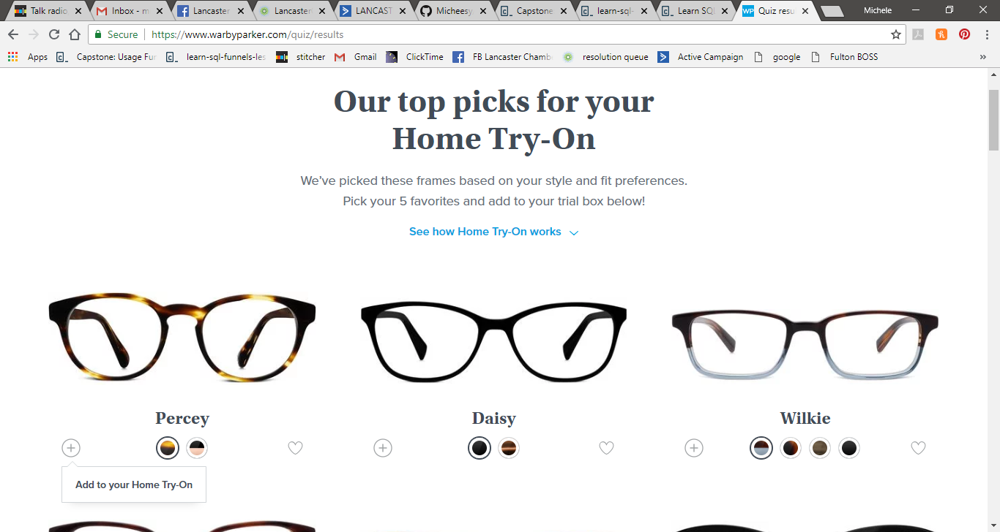 Talk radio
Inbox - m
Lancaster
Lancaster
LANCAST
Micheesy
Capstone
learn-sql-
Learn SQL
WP
Quiz resu
Michele
Secure
https://www.warbyparker.com/quiz/results
Apps
Capstone: Usage Fun
learn-sql-funnels-les
stitcher
Gmail
ClickTime
FB Lancaster Chamb
resolution queue
Active Campaign
google
Fulton BOSS
Our top picks for your
Home Try-On
We've picked these frames based on your style and fit preferences.
Pick your 5 favorites and add to your trial box below!
See how Home Try-On works
Percey
Daisy
Wilkie
Add to your Home Try-On